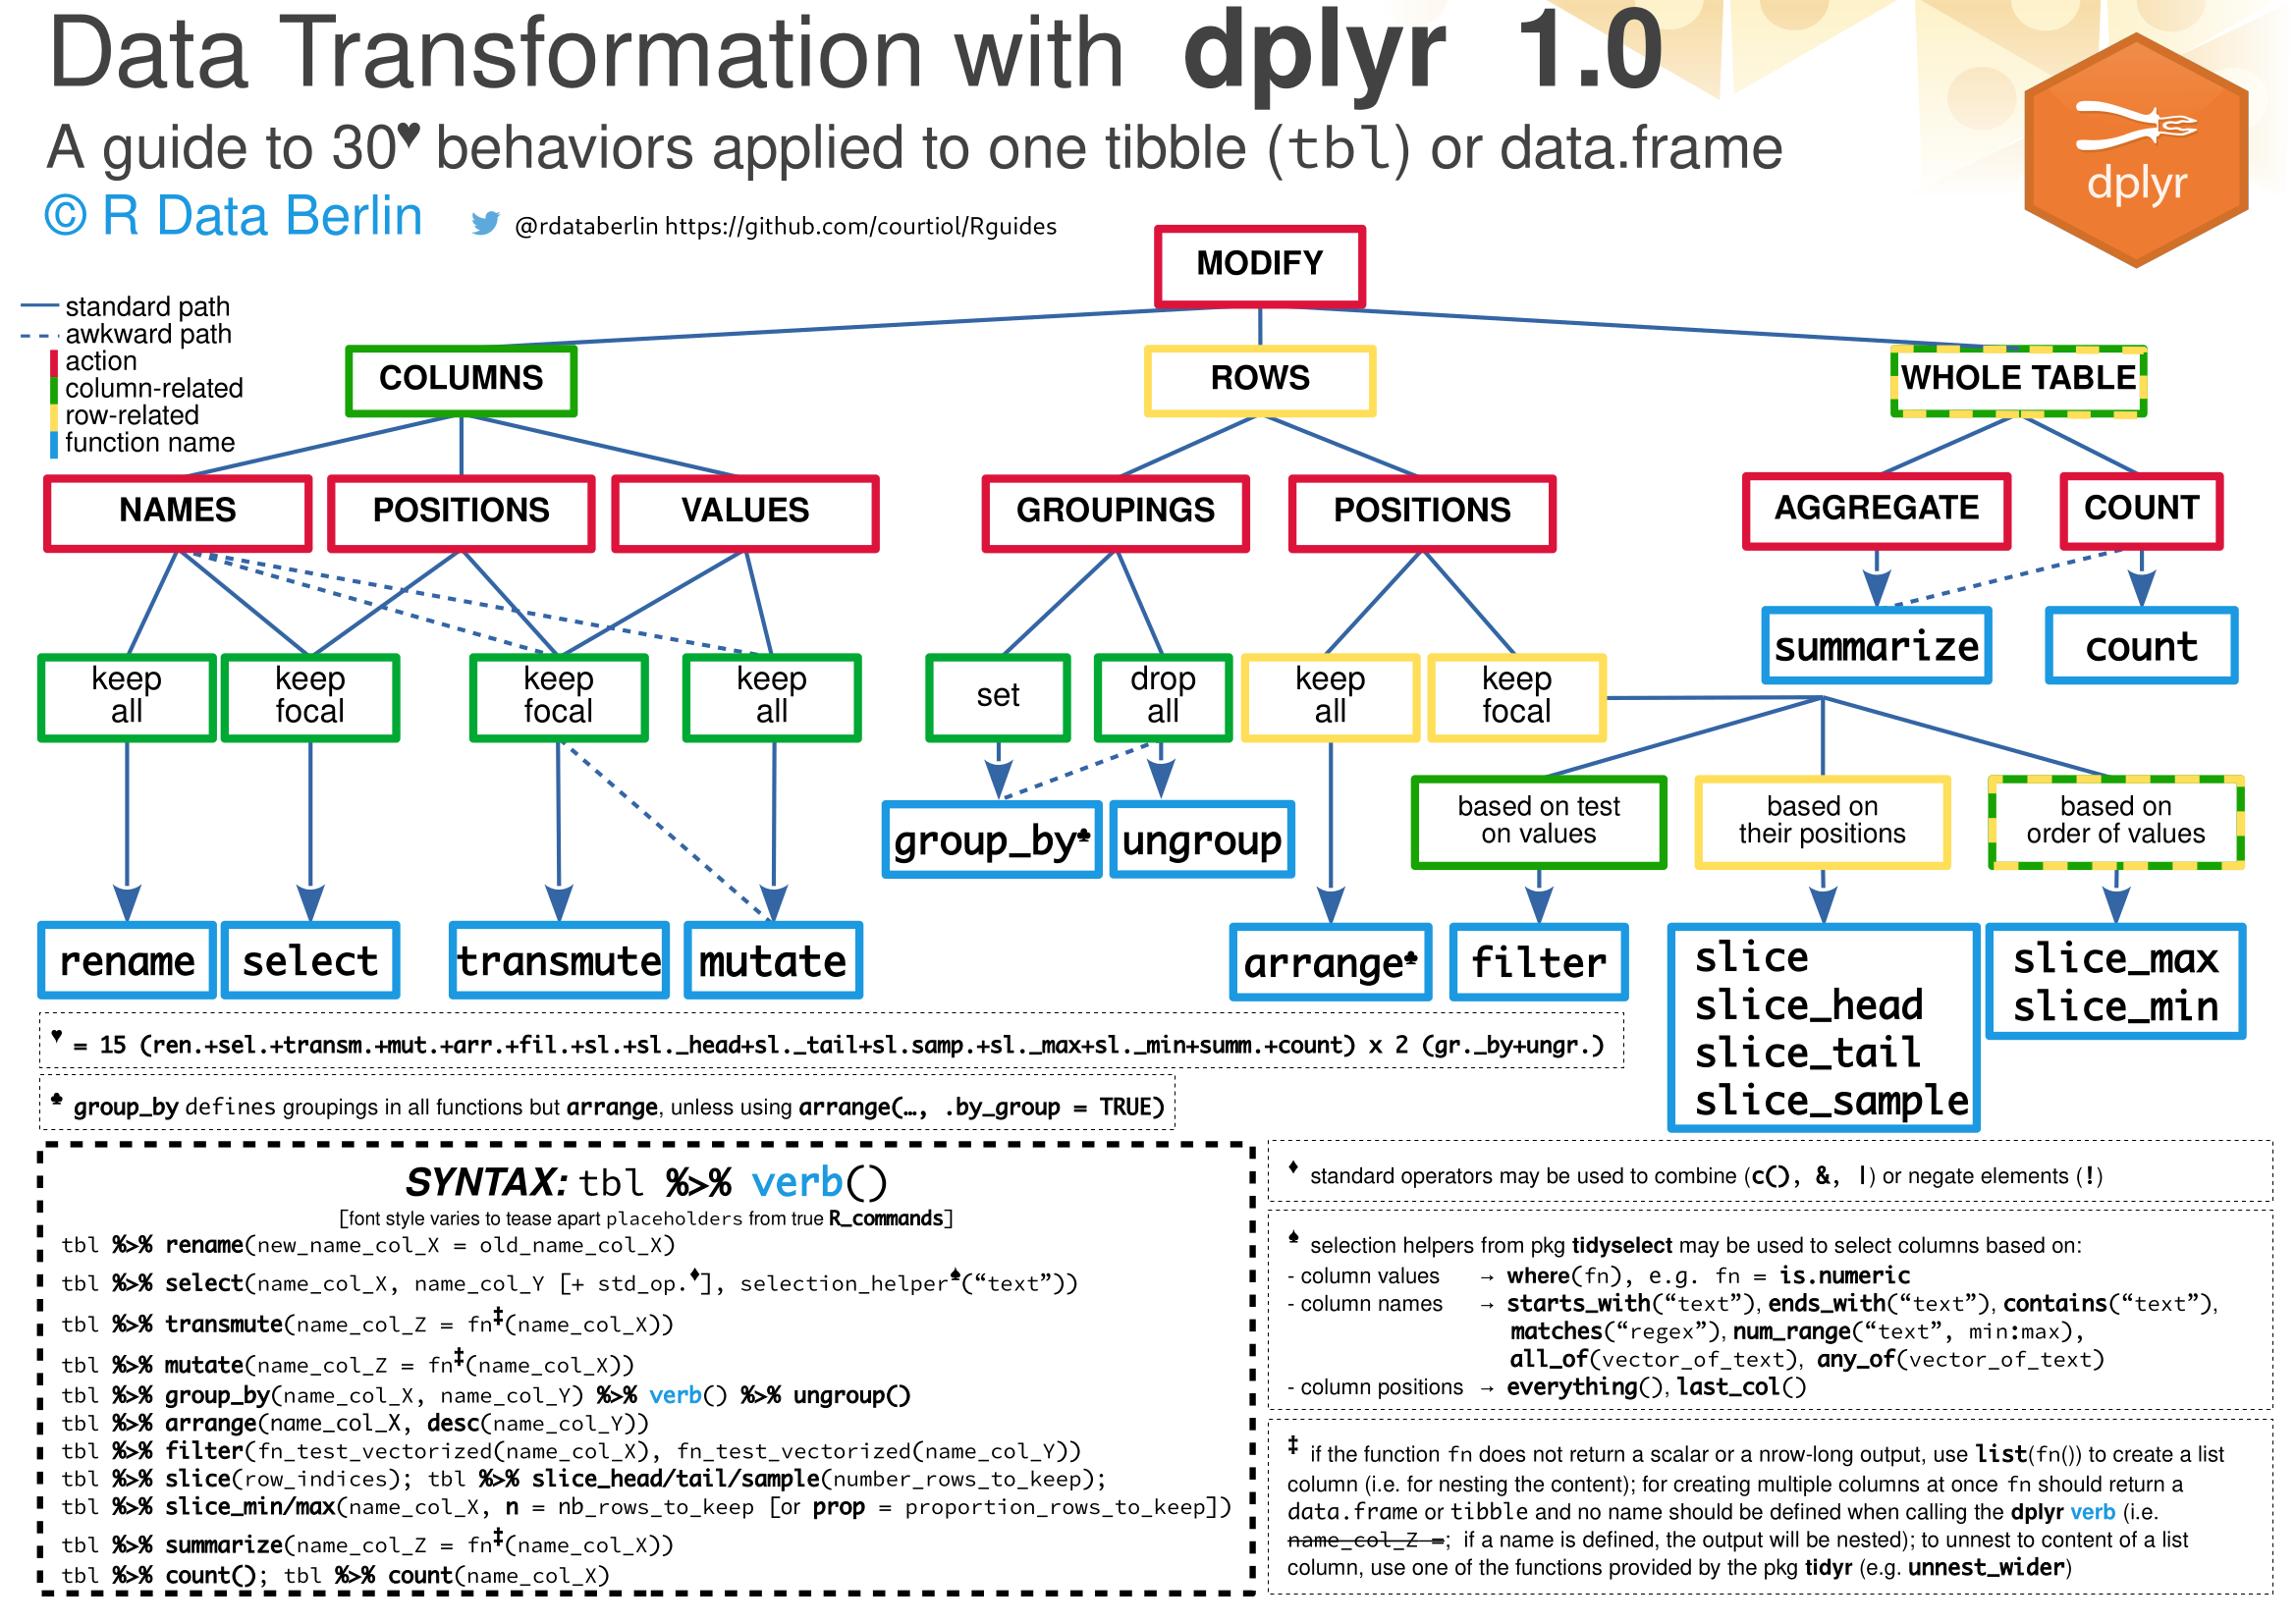 Data Transformation with dplyr 1.0
A guide to 30♥ behaviors applied to one tibble (tbl) or data.frame
© R Data Berlin @rdataberlin https://github.com/courtiol/Rguides
dplyr
standard path
awkward path
action
column-related
row-related
function name
MODIFY
COLUMNS ROWS WHOLE TABLE
NAMES POSITIONS VALUES GROUPINGS POSITIONS AGGREGATE COUNT
summarize count
keep all
keep focal
keep focal
keep all
set
drop all
keep all
keep focal
based on test
on values
based on
their positions
based on
order of values
group_by♣ ungroup
rename select transmute mutate arrange♣ filter
slice
slice_head
slice_tail
slice_sample
slice_max
slice_min
♥ = 15 (ren.+sel.+transm.+mut.+arr.+fil.+sl.+sl._head+sl._tail+sl.samp.+sl._max+sl._min+summ.+count) x 2 (gr._by+ungr.)
♣ group_by defines groupings in all functions but arrange, unless using arrange(…, .by_group = TRUE)
SYNTAX: tbl %>% verb()
[font style varies to tease apart placeholders from true R_commands]
tbl %>% rename(new_name_col_X = old_name_col_X)
tbl %>% select(name_col_X, name_col_Y [+ std_op.♦], selection_helper♠(“text”))
tbl %>% transmute(name_col_Z = fn‡(name_col_X))
tbl %>% mutate(name_col_Z = fn‡(name_col_X))
tbl %>% group_by(name_col_X, name_col_Y) %>% verb() %>% ungroup()
tbl %>% arrange(name_col_X, desc(name_col_Y))
tbl %>% filter(fn_test_vectorized(name_col_X), fn_test_vectorized(name_col_Y))
tbl %>% slice(row_indices); tbl %>% slice_head/tail/sample(number_rows_to_keep);
tbl %>% slice_min/max(name_col_X, n = nb_rows_to_keep [or prop = proportion_rows_to_keep])
tbl %>% summarize(name_col_Z = fn‡(name_col_X))
tbl %>% count(); tbl %>% count(name_col_X)
♦ standard operators may be used to combine (c(), &, |) or negate elements (!)
♠ selection helpers from pkg tidyselect may be used to select columns based on:
- column values → where(fn), e.g. fn = is.numeric
- column names → starts_with(“text”), ends_with(“text”), contains(“text”),
matches(“regex”), num_range(“text”, min:max),
all_of(vector_of_text), any_of(vector_of_text)
- column positions → everything(), last_col()
‡ if the function fn does not return a scalar or a nrow-long output, use list(fn()) to create a list
column (i.e. for nesting the content); for creating multiple columns at once fn should return a
data.frame or tibble and no name should be defined when calling the dplyr verb (i.e.
name_col_Z =; if a name is defined, the output will be nested); to unnest to content of a list
column, use one of the functions provided by the pkg tidyr (e.g. unnest_wider)